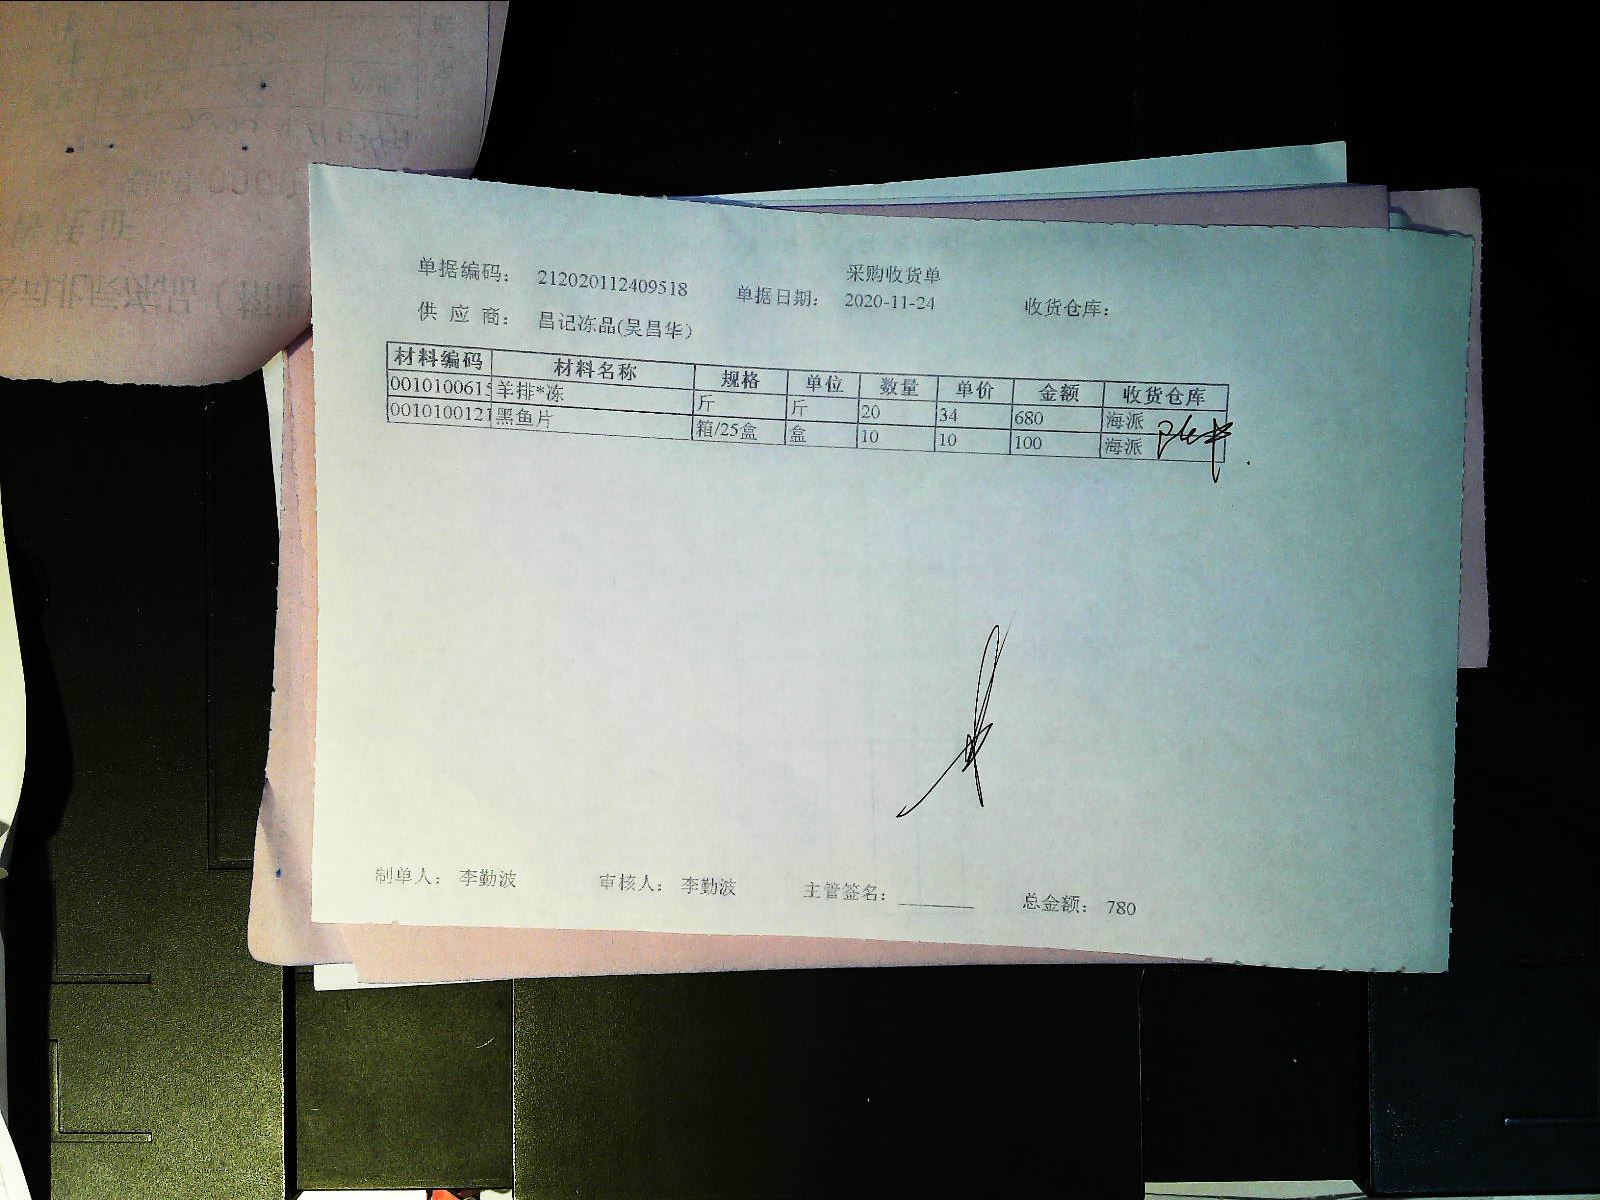 采购收货单
单据编码： 212020112409518 单据日期： 2020-11-24 收货仓库：
供 应 商： 昌记冻品(吴昌华)
材料编码 材料名称 规格 单位 数量 单价 金额 收货仓库
0010100615 羊排*冻 斤 斤 20 34 680 海派
0010100121 黑鱼片 箱/25盒 盒 10 10 100 海派
制单人： 李勤波 审核人： 李勤波 主管签名： 总金额： 780